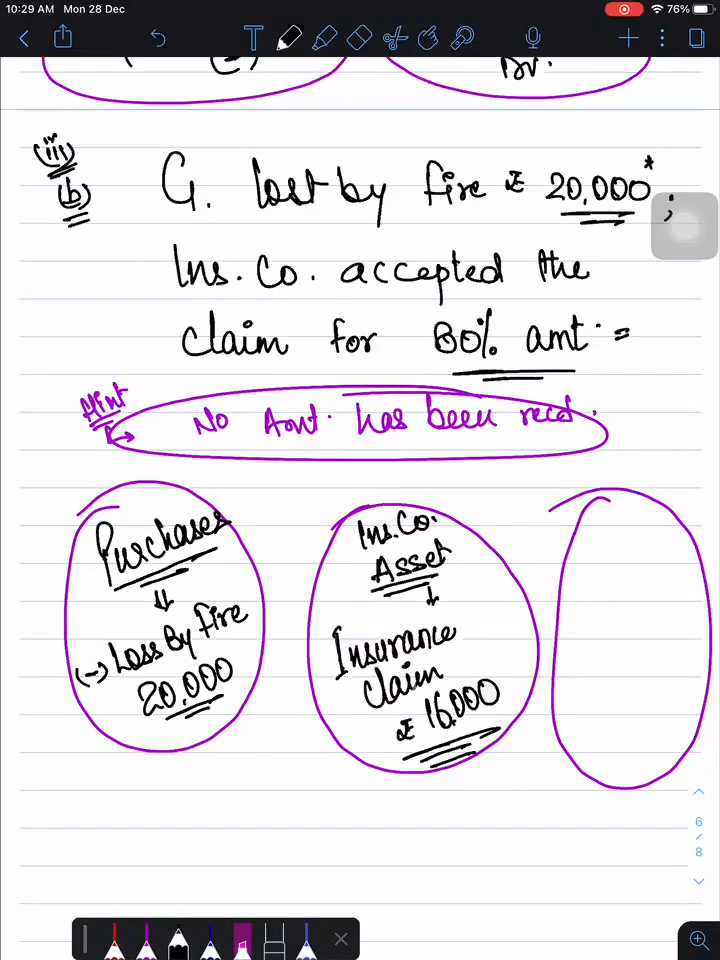 10:29 AM Mon 28 Dec
76%
Dr.
(iii)
(b)
G. lost by fire ₹ 20,000* ;
Ins. Co. accepted the
claim for 80% amt. =
Hint
No Amt. has been recd.
Purchases
(-) Loss By Fire
20,000
Ins. Co.
Asset
Insurance
claim
₹ 16,000
6
8